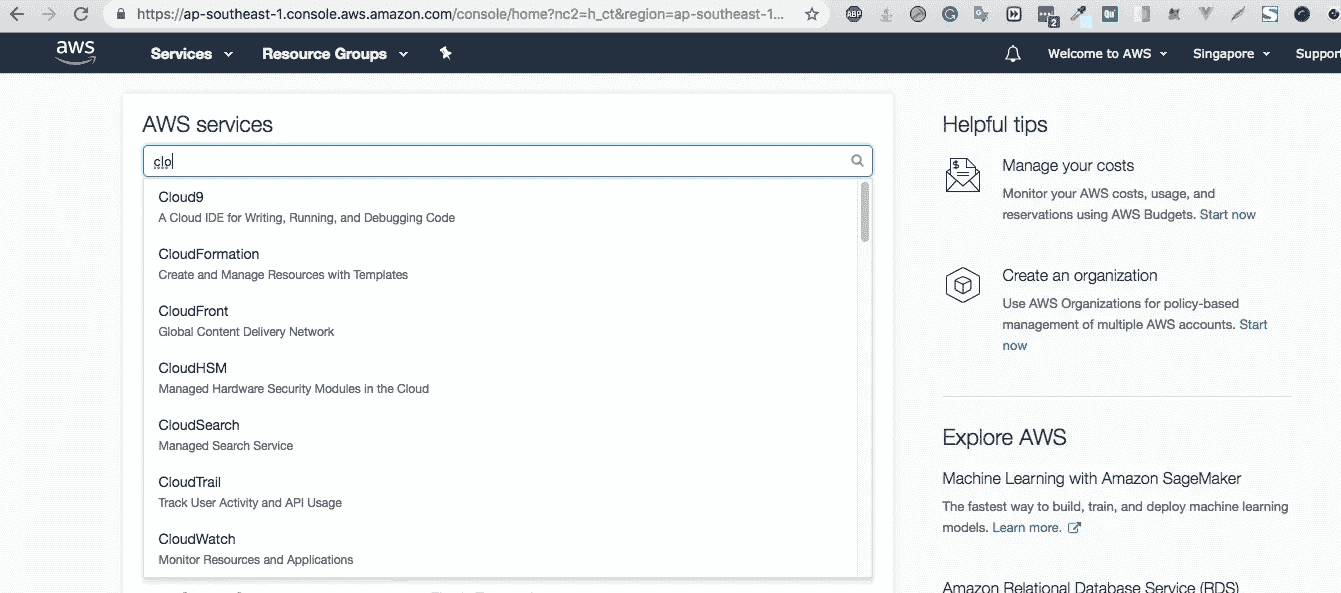 https://ap-southeast-1.console.aws.amazon.com/console/home?nc2=h_ct&region=ap-southeast-1...
ABP
2
aws
Services
Resource Groups
Welcome to AWS
Singapore
Support
AWS services
clo
Cloud9
A Cloud IDE for Writing, Running, and Debugging Code
CloudFormation
Create and Manage Resources with Templates
CloudFront
Global Content Delivery Network
CloudHSM
Managed Hardware Security Modules in the Cloud
CloudSearch
Managed Search Service
CloudTrail
Track User Activity and API Usage
CloudWatch
Monitor Resources and Applications
Helpful tips
Manage your costs
Monitor your AWS costs, usage, and
reservations using AWS Budgets. Start now
Create an organization
Use AWS Organizations for policy-based
management of multiple AWS accounts. Start
now
Explore AWS
Machine Learning with Amazon SageMaker
The fastest way to build, train, and deploy machine learning
models. Learn more.
Amazon Relational Database Service (RDS)